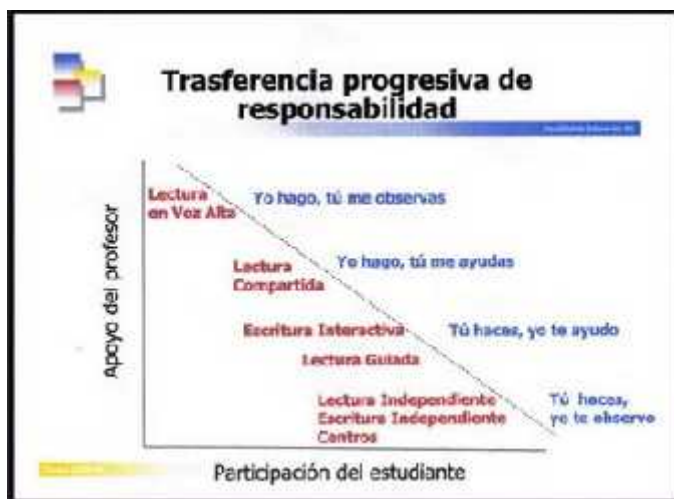 Trasferencia progresiva de
responsabilidad
Lectura
en Voz Alta
Yo hago, tú me observas
Lectura
Compartida
Yo hago, tú me ayudas
Escritura Interactiva
Tú haces, yo te ayudo
Lectura Guiada
Lectura Independiente
Escritura Independiente
Centros
Tú haces,
yo te observo
Apoyo del profesor
Participación del estudiante